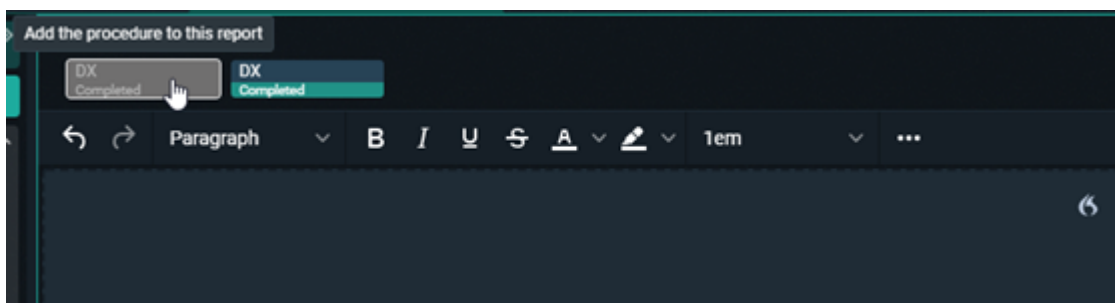 Add the procedure to this report
DX
Completed
DX
Completed
Paragraph
B I U S A
1em